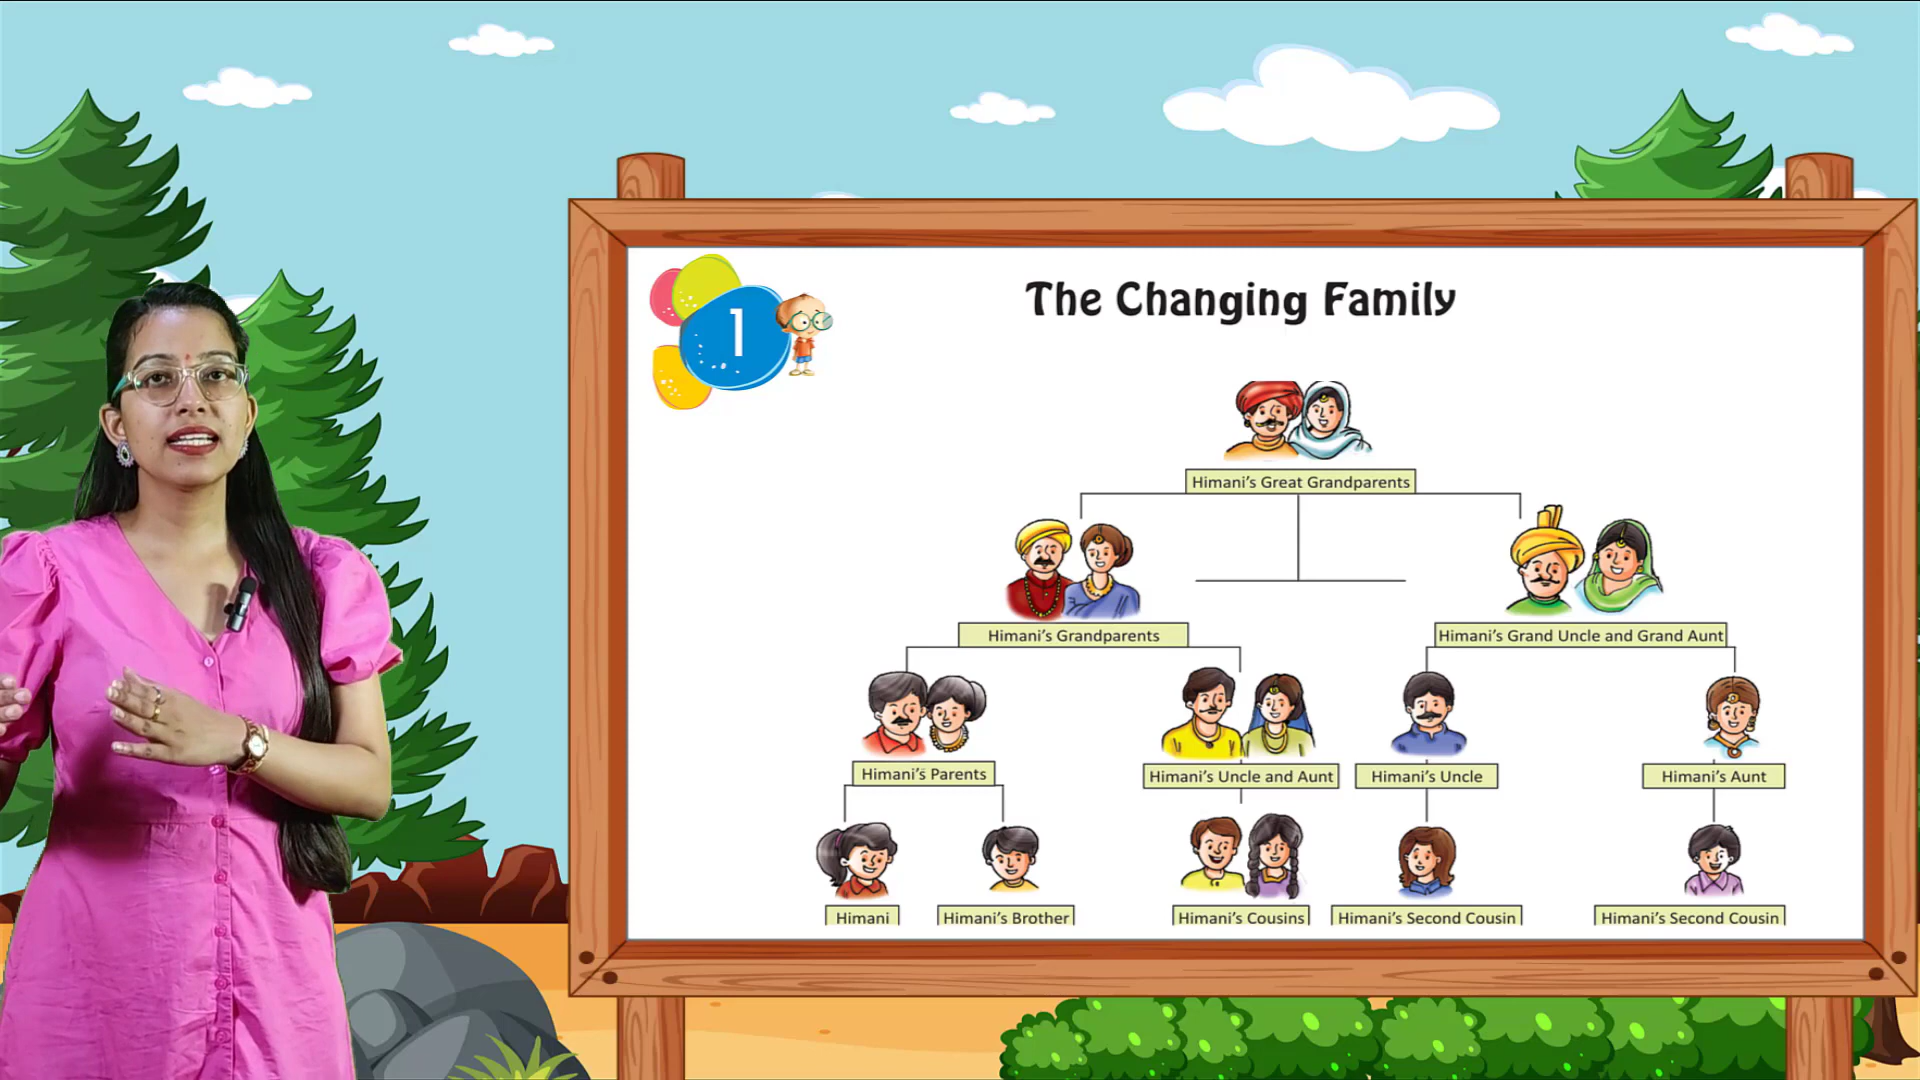 1
The Changing Family
Himani's Great Grandparents
Himani's Grandparents
Himani's Grand Uncle and Grand Aunt
Himani's Parents
Himani's Uncle and Aunt
Himani's Uncle
Himani's Aunt
Himani
Himani's Brother
Himani's Cousins
Himani's Second Cousin
Himani's Second Cousin